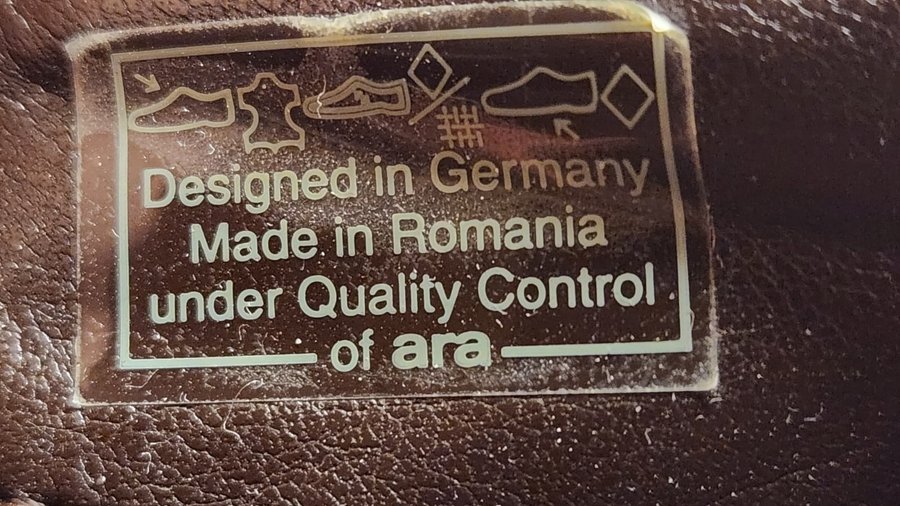 Designed in Germany
Made in Romania
under Quality Control
of ara